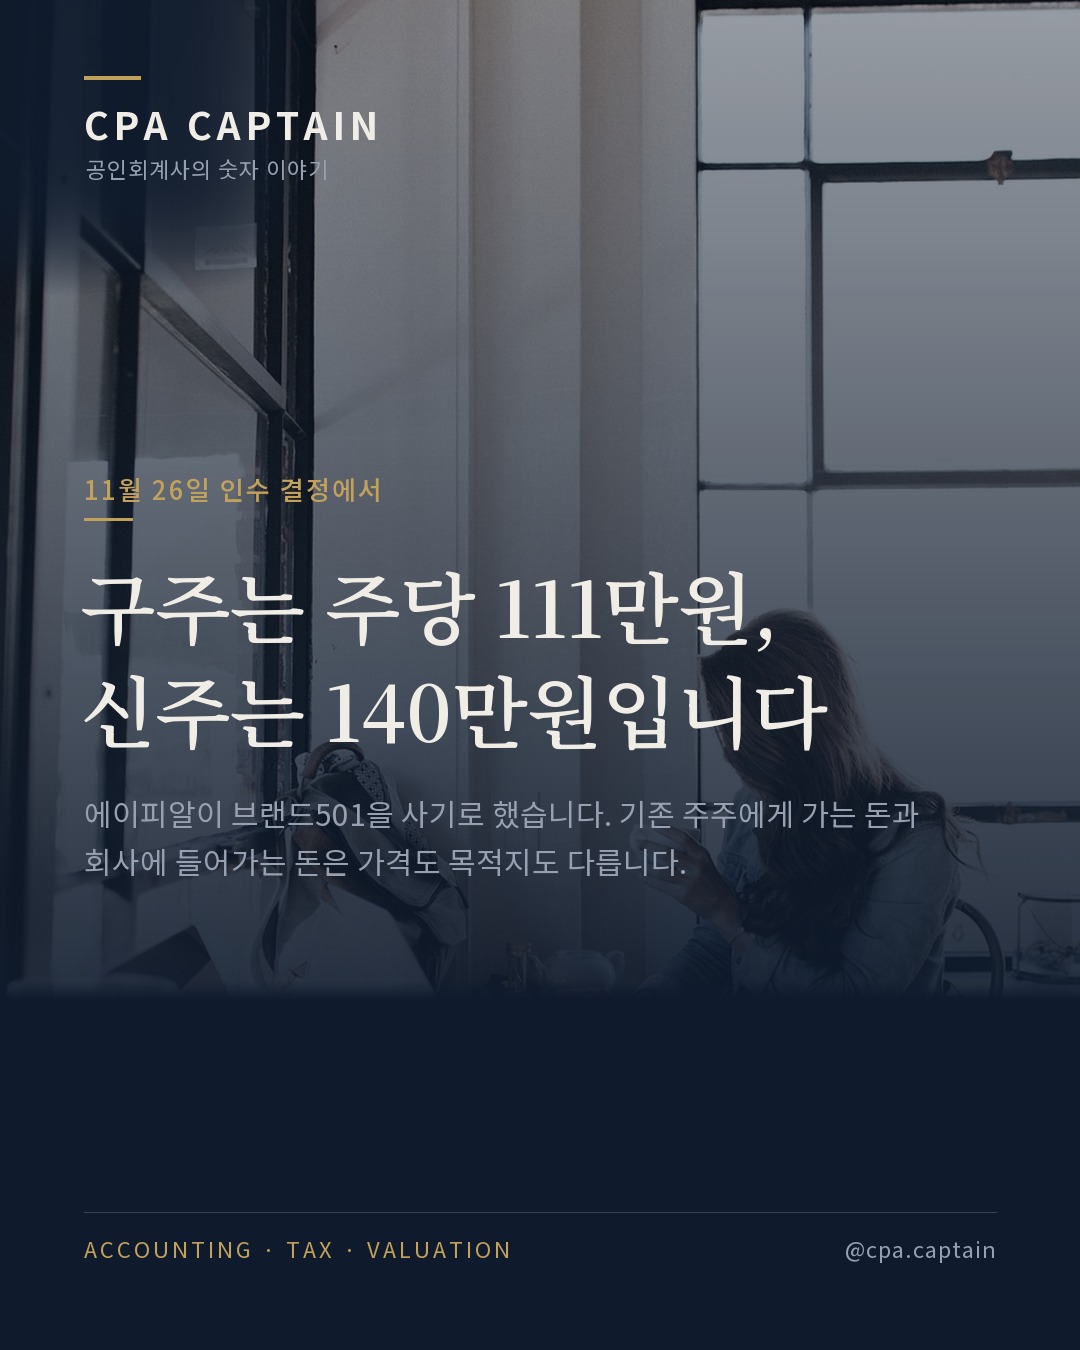 CPA CAPTAIN
공인회계사의 숫자 이야기
11월 26일 인수 결정에서
구주는 주당 111만원,
신주는 140만원입니다
에이피알이 브랜드501을 사기로 했습니다. 기존 주주에게 가는 돈과
회사에 들어가는 돈은 가격도 목적지도 다릅니다.
ACCOUNTING · TAX · VALUATION
@cpa.captain